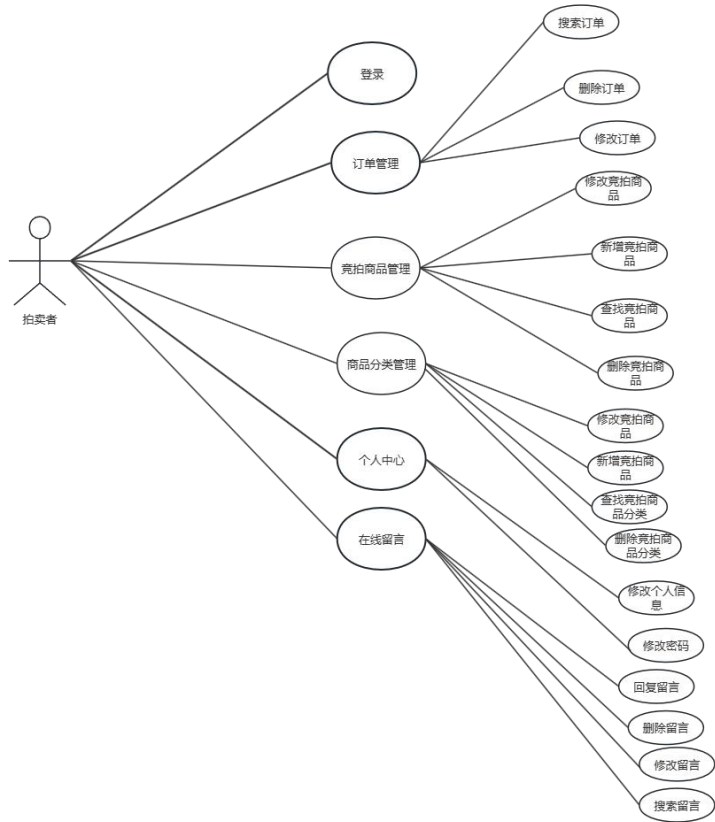 搜索订单
登录
删除订单
修改订单
订单管理
修改竞拍商
品
新增竞拍商
品
竞拍商品管理
查找竞拍商
品
拍卖者
删除竞拍商
品
商品分类管理
修改竞拍商
品
个人中心
新增竞拍商
品
查找竞拍商
品分类
在线留言
删除竞拍商
品分类
修改个人信
息
修改密码
回复留言
删除留言
修改留言
搜索留言